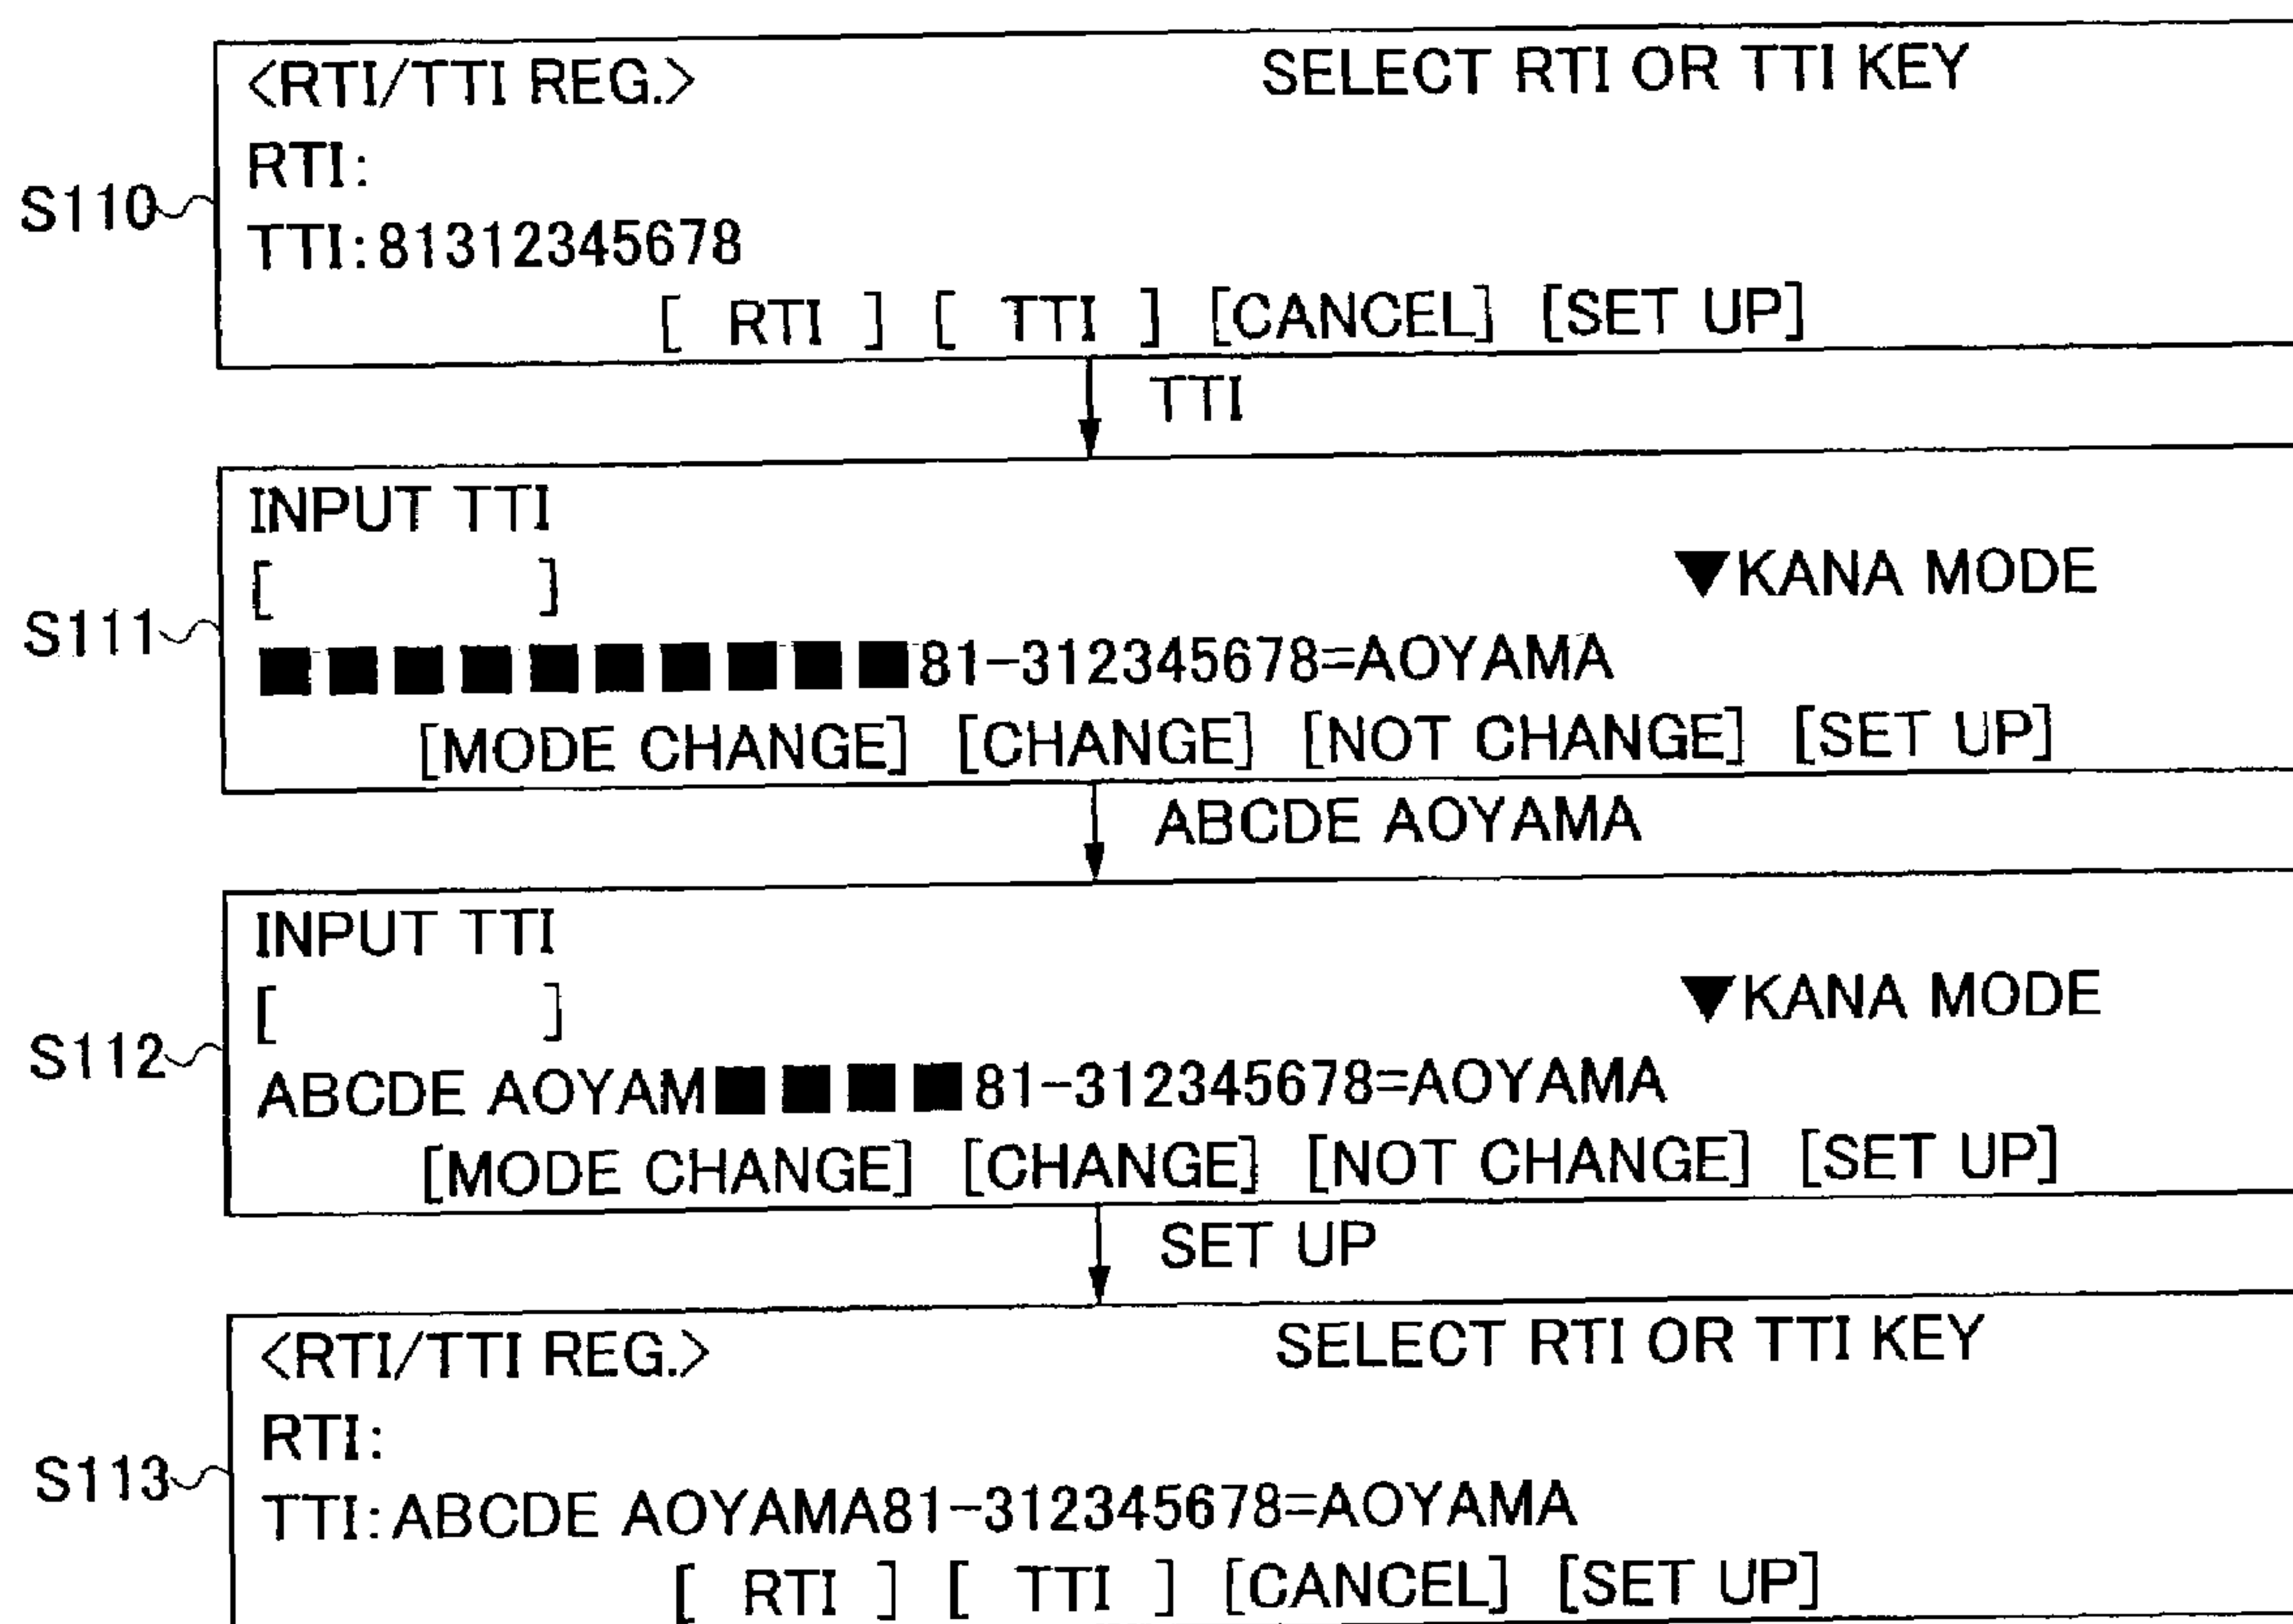 <RTI/TTI REG.> SELECT RTI OR TTI KEY
RTI:
S110
TTI:81312345678
[ RTI ] [ TTI ] [CANCEL] [SET UP]
TTI
INPUT TTI
[ ] ▼KANA MODE
S111
■■■■■■■■■■81-312345678=AOYAMA
[MODE CHANGE] [CHANGE] [NOT CHANGE] [SET UP]
ABCDE AOYAMA
INPUT TTI
[ ] ▼KANA MODE
S112
ABCDE AOYAM■■■■81-312345678=AOYAMA
[MODE CHANGE] [CHANGE] [NOT CHANGE] [SET UP]
SET UP
<RTI/TTI REG.> SELECT RTI OR TTI KEY
RTI:
S113
TTI:ABCDE AOYAMA81-312345678=AOYAMA
[ RTI ] [ TTI ] [CANCEL] [SET UP]